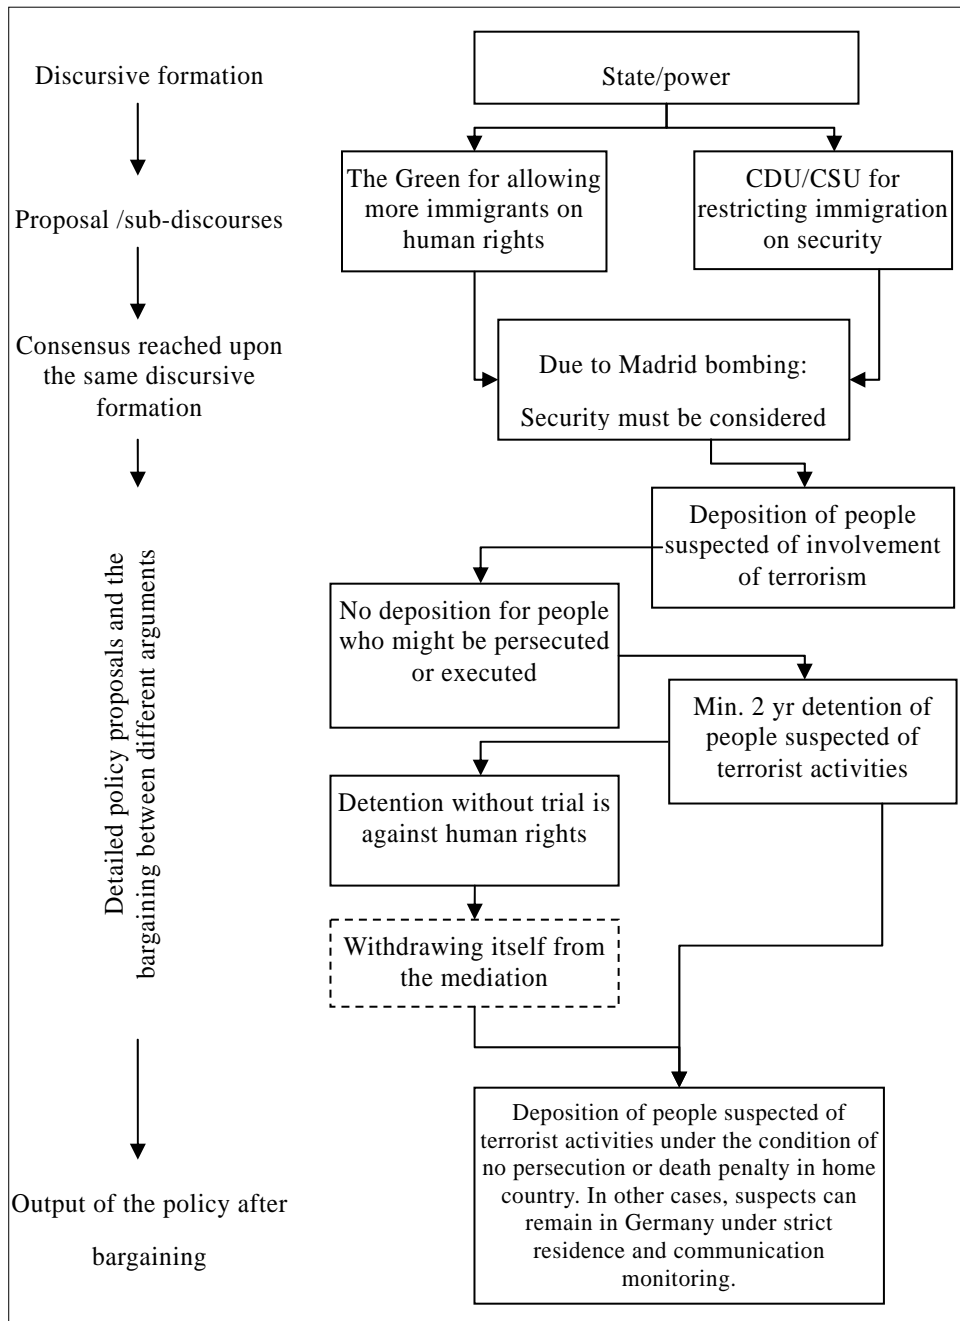 Discursive formation
State/power
The Green for allowing
more immigrants on
human rights
CDU/CSU for
restricting immigration
on security
Proposal /sub-discourses
Consensus reached upon
the same discursive
formation
Due to Madrid bombing:
Security must be considered
Deposition of people
suspected of involvement
of terrorism
Detailed policy proposals and the
bargaining between different arguments
No deposition for people
who might be persecuted
or executed
Min. 2 yr detention of
people suspected of
terrorist activities
Detention without trial is
against human rights
Withdrawing itself from
the mediation
Output of the policy after
bargaining
Deposition of people suspected of
terrorist activities under the condition of
no persecution or death penalty in home
country. In other cases, suspects can
remain in Germany under strict
residence and communication
monitoring.